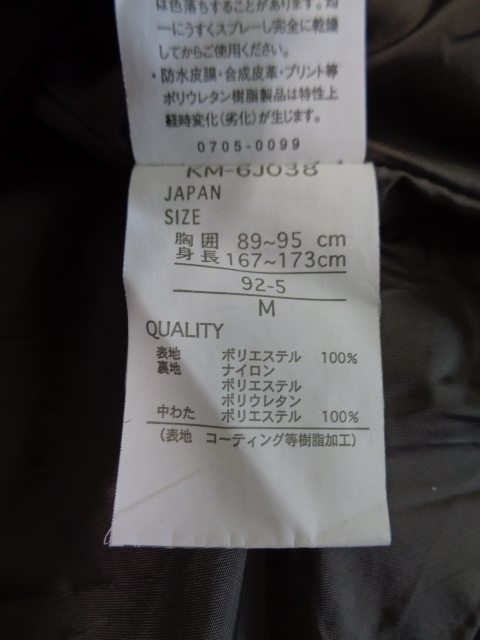 は色落ちすることがあります。均
一にうすくスプレーし完全に乾燥
してからご使用ください。
・防水皮膜・合成皮革・プリント等
ポリウレタン樹脂製品は特性上
経時変化(劣化)が生じます。
0705-0099
KM-6J038
JAPAN
SIZE
胸囲 89~95 cm
身長 167~173cm
92-5
M
QUALITY
表地 ポリエステル 100%
裏地 ナイロン
ポリエステル
ポリウレタン
中わた ポリエステル 100%
(表地 コーティング等樹脂加工)